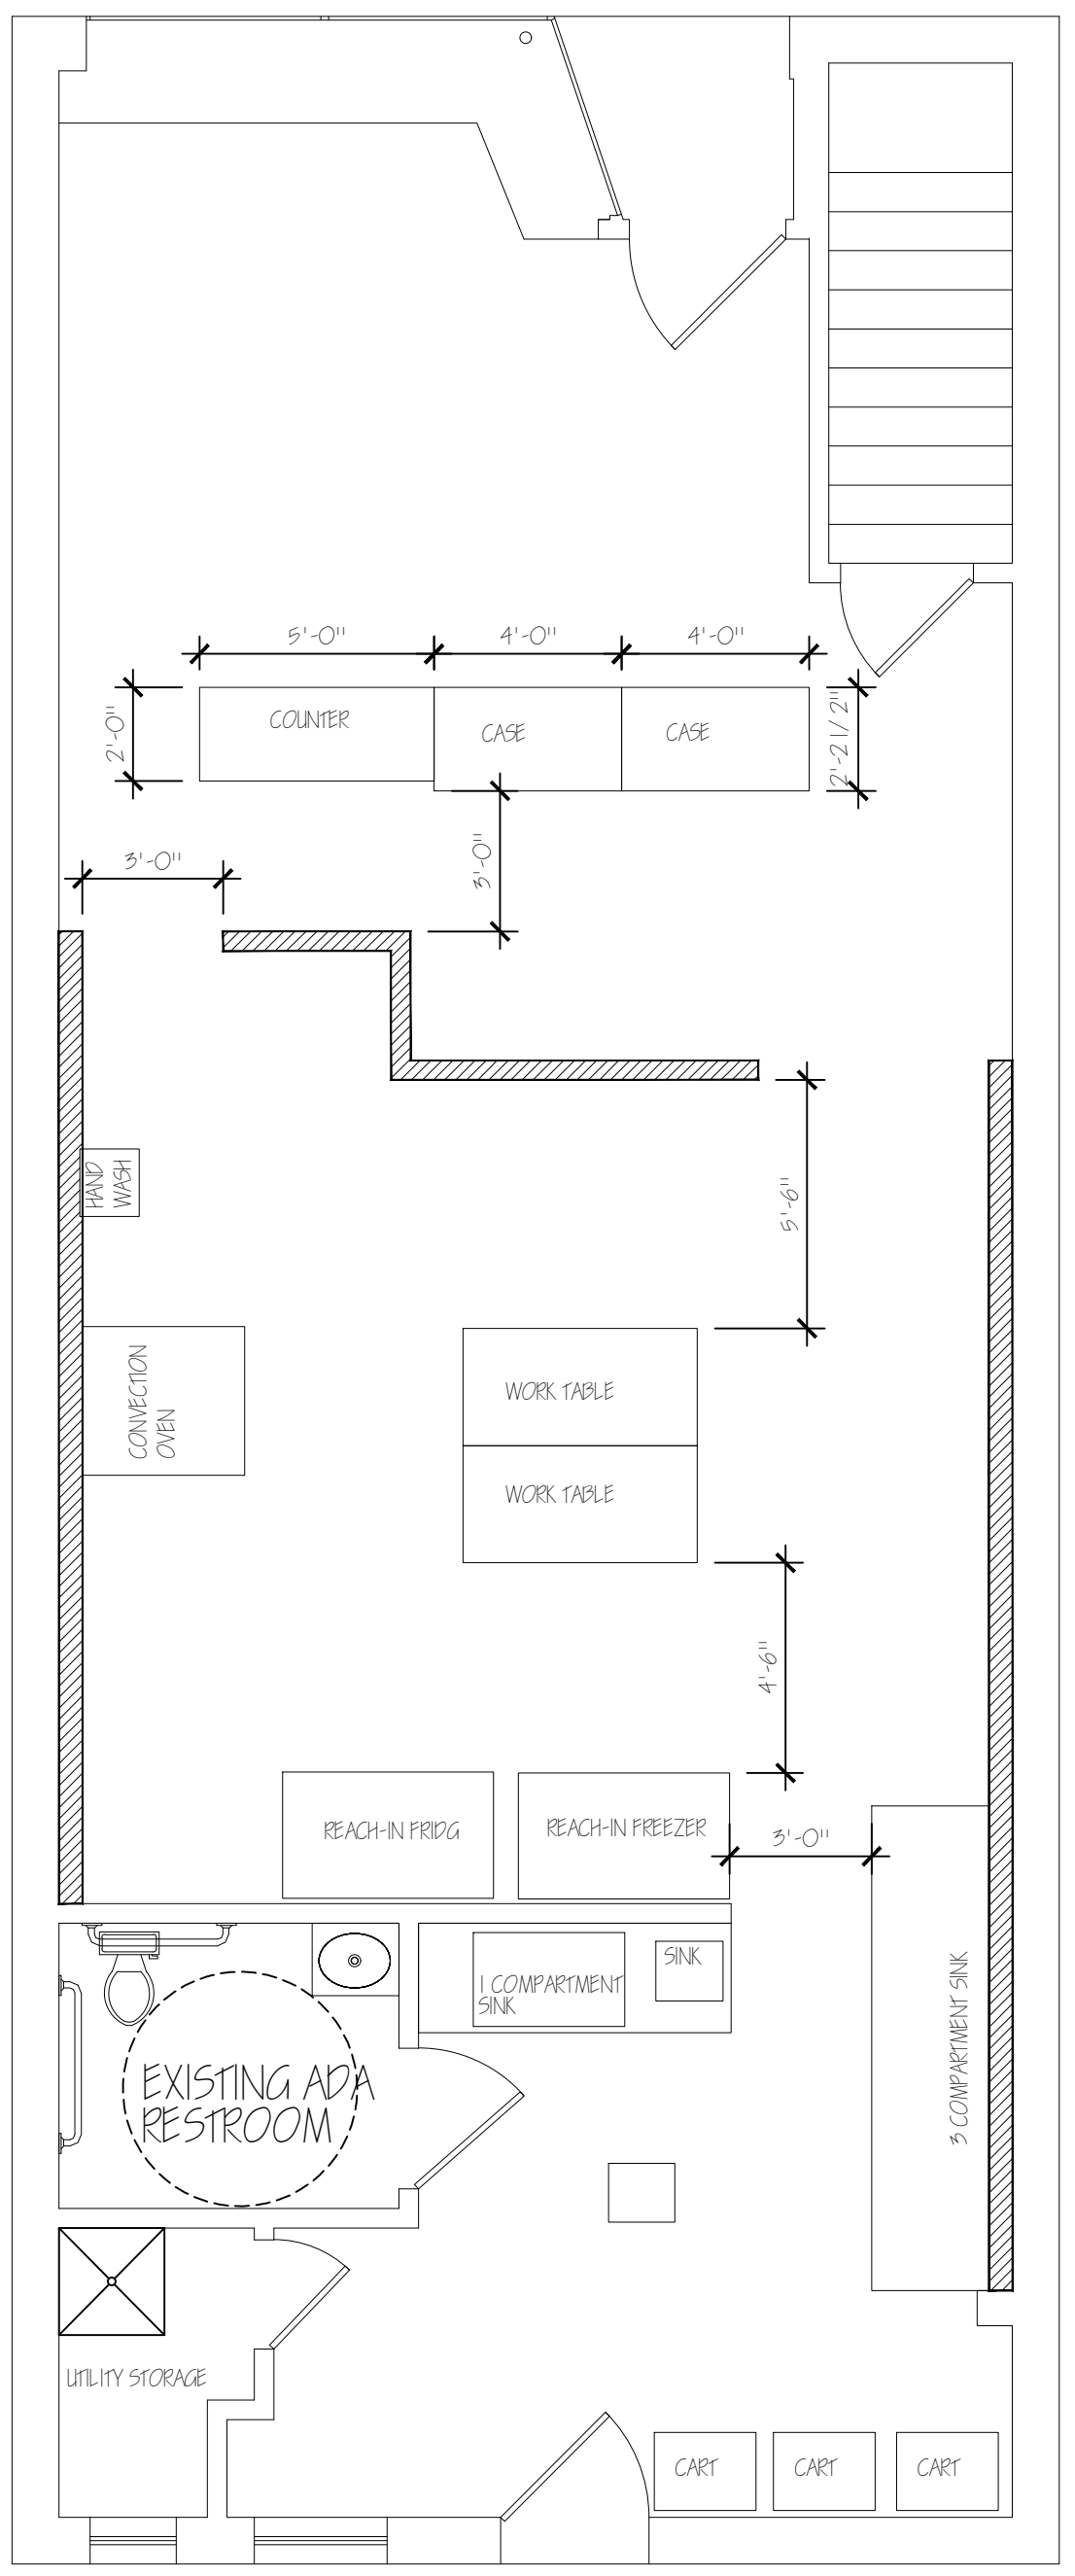 5'-0"
4'-0"
4'-0"
2'-0"
COUNTER
CASE
CASE
2'-2 1/2"
3'-0"
3'-0"
HAND
WASH
5'-6"
CONVECTION
OVEN
WORK TABLE
WORK TABLE
4'-6"
REACH-IN FRIDG
REACH-IN FREEZER
3'-0"
1 COMPARTMENT
SINK
SINK
3 COMPARTMENT SINK
EXISTING ADA
RESTROOM
UTILITY STORAGE
CART
CART
CART